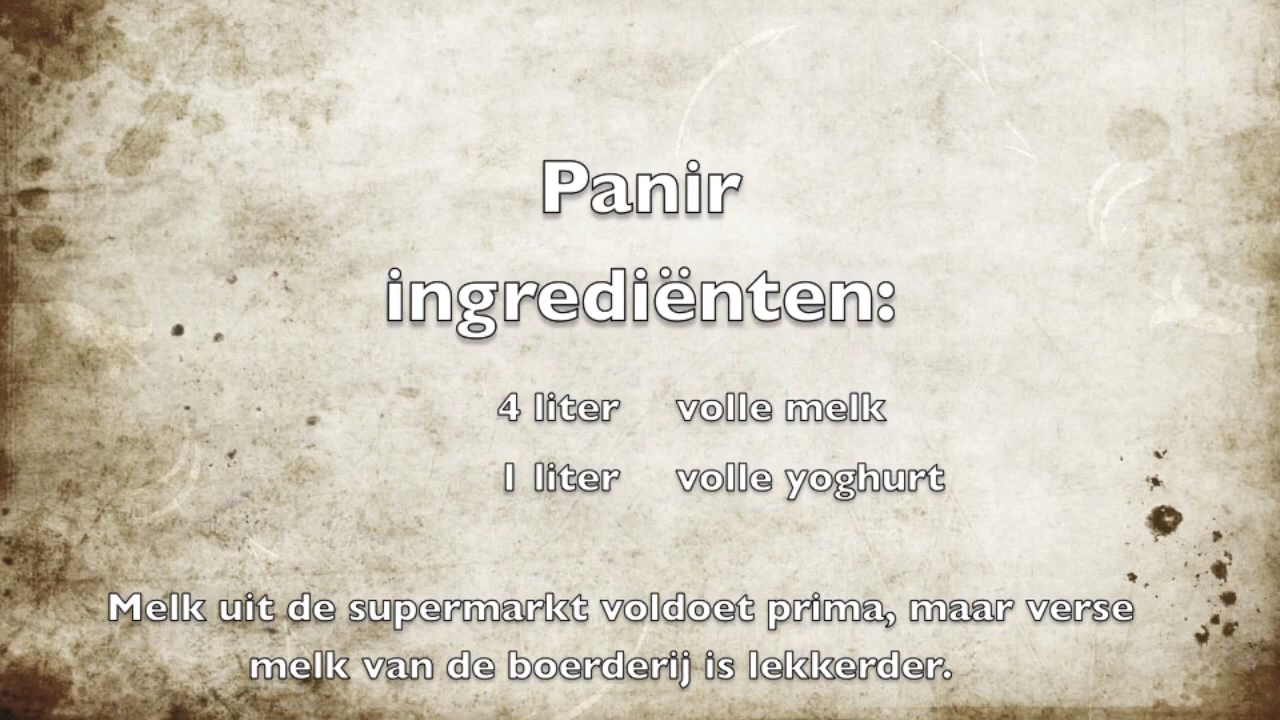 Panir
ingrediënten:
4 liter volle melk
1 liter volle yoghurt
Melk uit de supermarkt voldoet prima, maar verse
melk van de boerderij is lekkerder.